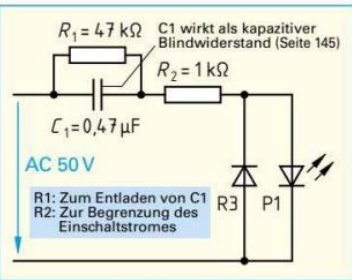 R₁ = 47 kΩ
C1 wirkt als kapazitiver
Blindwiderstand (Seite 145)
R₂ = 1 kΩ
C₁=0,47 µF
AC 50 V
R1: Zum Entladen von C1
R2: Zur Begrenzung des
Einschaltstromes
R3
P1